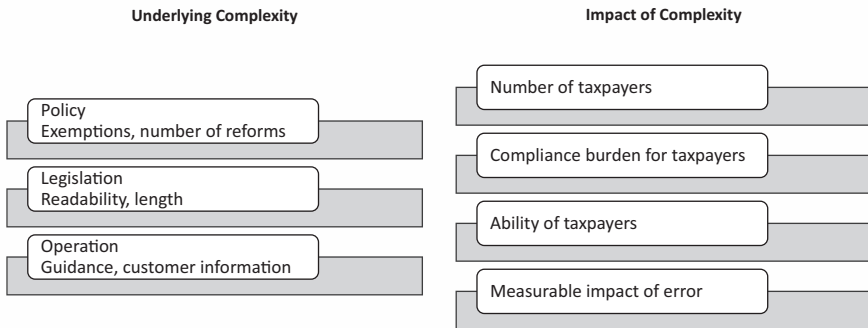 Underlying Complexity
Policy
Exemptions, number of reforms
Legislation
Readability, length
Operation
Guidance, customer information
Impact of Complexity
Number of taxpayers
Compliance burden for taxpayers
Ability of taxpayers
Measurable impact of error